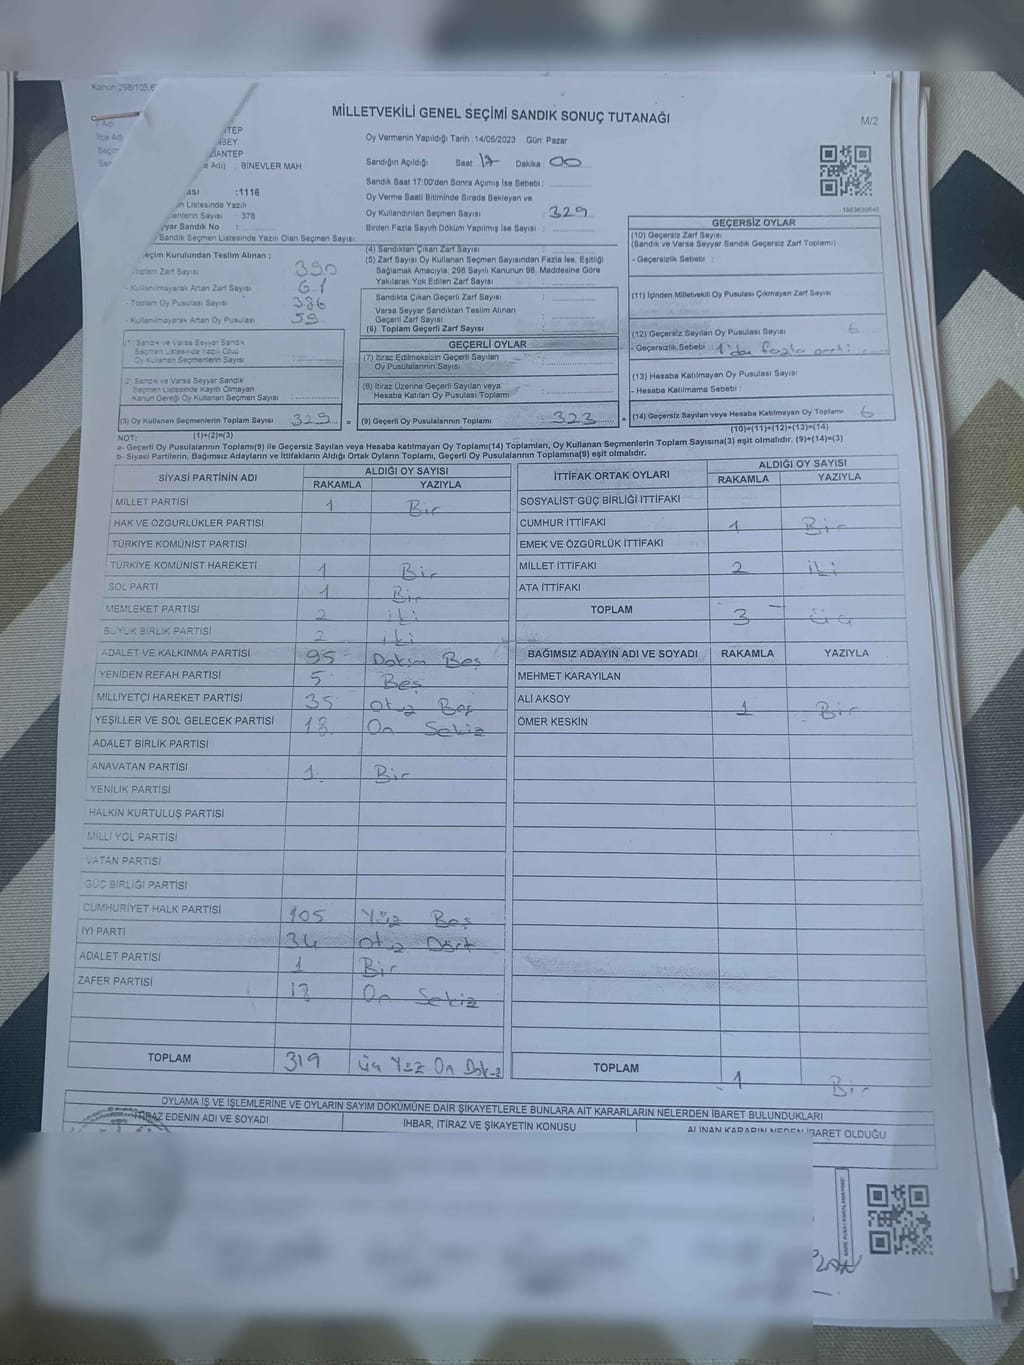 Kanun 298/105,6
MİLLETVEKİLİ GENEL SEÇİMİ SANDIK SONUÇ TUTANAĞI
M/2
İlçe Adı
BİNEVLER MAH.
:1116
Oy Vermenin Yapıldığı Tarih :14/05/2023 Gün: Pazar
Sandığın Açıldığı Saat: 17 Dakika : 00
Sandık Saat 17:00'den Sonra Açımış İse Sebebi :
Oy Verme Saati Bitiminde Sırada Bekleyen ve
Oy Kullandırılan Seçmen Sayısı : 329
Birden Fazla Sayım Döküm Yapılmış İse Sayısı :
n Listesinde Yazılı
menlerin Sayısı : 378
yyar Sandık No :
Sandık Seçmen Listesinde Yazılı Olan Seçmen Sayısı:
eçim Kurulundan Teslim Alınan ;
oplam Zarf Sayısı 390
- Kullanılmayarak Artan Zarf Sayısı 61
- Toplam Oy Pusulası Sayısı 386
- Kullanılmayarak Artan Oy Pusulası 59
(1) Sandık ve Varsa Seyyar Sandık
Seçmen Listesinde Yazılı Olup
Oy Kullanan Seçmenlerin Sayısı
(2) Sandık ve Varsa Seyyar Sandık
Seçmen Listesinde Kayıtlı Olmayan
Kanun Gereği Oy Kullanan Seçmen Sayısı :
(3) Oy Kullanan Seçmenlerin Toplam Sayısı : 329 =
(4) Sandıktan Çıkan Zarf Sayısı
(5) Zarf Sayısı Oy Kullanan Seçmen Sayısından Fazla İse, Eşitliği
Sağlamak Amacıyla; 298 Sayılı Kanunun 98. Maddesine Göre
Yakılarak Yok Edilen Zarf Sayısı :
Sandıkta Çıkan Geçerli Zarf Sayısı :
Varsa Seyyar Sandıktan Teslim Alınan
Geçerli Zarf Sayısı :
(6) Toplam Geçerli Zarf Sayısı :
GEÇERLİ OYLAR
(7) İtiraz Edilmeksizin Geçerli Sayılan
Oy Pusulalarının Sayısı :
(8) İtiraz Üzerine Geçerli Sayılan veya
Hesaba Katılan Oy Pusulası Toplamı :
(9) Geçerli Oy Pusulalarının Toplamı : 323 +
GEÇERSİZ OYLAR
(10) Geçersiz Zarf Sayısı
(Sandık ve Varsa Seyyar Sandık Geçersiz Zarf Toplamı)
- Geçersizlik Sebebi :
(11) İçinden Milletvekili Oy Pusulası Çıkmayan Zarf Sayısı
(12) Geçersiz Sayılan Oy Pusulası Sayısı 6
- Geçersizlik Sebebi : 1'den fazla
(13) Hesaba Katılmayan Oy Pusulası Sayısı
- Hesaba Katılmama Sebebi :
(14) Geçersiz Sayılan veya Hesaba Katılmayan Oy Toplamı 6
NOT: (1)+(2)=(3)
(10)+(11)+(12)+(13)=(14)
a- Geçerli Oy Pusulalarının Toplamı(9) ile Geçersiz Sayılan veya Hesaba katılmayan Oy Toplamı(14) Toplamları, Oy Kullanan Seçmenlerin Toplam Sayısına(3) eşit olmalıdır. (9)+(14)=(3)
b- Siyasi Partilerin, Bağımsız Adayların ve İttifakların Aldığı Ortak Oyların Toplamı, Geçerli Oy Pusulalarının Toplamına(9) eşit olmalıdır.
SİYASİ PARTİNİN ADI ALDIĞI OY SAYISI
RAKAMLA YAZIYLA
MİLLET PARTİSİ 1 Bir
HAK VE ÖZGÜRLÜKLER PARTİSİ
TÜRKİYE KOMÜNİST PARTİSİ
TÜRKİYE KOMÜNİST HAREKETİ 1 Bir
SOL PARTİ 1 Bir
MEMLEKET PARTİSİ 2 iki
BÜYÜK BİRLİK PARTİSİ 2 iki
ADALET VE KALKINMA PARTİSİ 95 Doksan Beş
YENİDEN REFAH PARTİSİ 5 Beş
MİLLİYETÇİ HAREKET PARTİSİ 35 Otuz Beş
YEŞİLLER VE SOL GELECEK PARTİSİ 18 On Sekiz
ADALET BİRLİK PARTİSİ
ANAVATAN PARTİSİ 1 Bir
YENİLİK PARTİSİ
HALKIN KURTULUŞ PARTİSİ
MİLLİ YOL PARTİSİ
VATAN PARTİSİ
GÜÇ BİRLİĞİ PARTİSİ
CUMHURİYET HALK PARTİSİ 105 Yüz Beş
İYİ PARTİ 34 Otuz Dört
ADALET PARTİSİ 1 Bir
ZAFER PARTİSİ 18 On Sekiz
TOPLAM 319 Üç Yüz On Dokuz
İTTİFAK ORTAK OYLARI ALDIĞI OY SAYISI
RAKAMLA YAZIYLA
SOSYALİST GÜÇ BİRLİĞİ İTTİFAKI
CUMHUR İTTİFAKI 1 Bir
EMEK VE ÖZGÜRLÜK İTTİFAKI
MİLLET İTTİFAKI 2 iki
ATA İTTİFAKI
TOPLAM 3 üç
BAĞIMSIZ ADAYIN ADI VE SOYADI RAKAMLA YAZIYLA
MEHMET KARAYILAN
ALİ AKSOY 1 Bir
ÖMER KESKİN
TOPLAM 1 Bir
OYLAMA İŞ VE İŞLEMLERİNE VE OYLARIN SAYIM DÖKÜMÜNE DAİR ŞİKAYETLERLE BUNLARA AİT KARARLARIN NELERDEN İBARET BULUNDUKLARI
İTİRAZ EDENİN ADI VE SOYADI
İHBAR, İTİRAZ VE ŞİKAYETİN KONUSU
ALINAN KARARIN NEDEN İBARET OLDUĞU